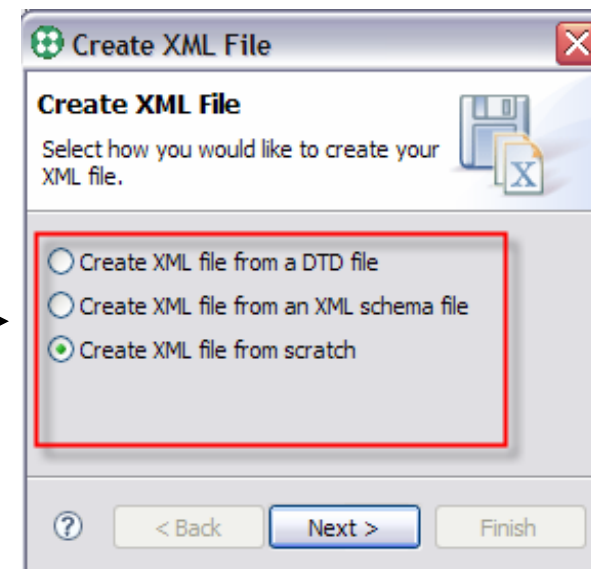 Create XML File
Create XML File
Select how you would like to create your
XML file.
X
Create XML file from a DTD file
Create XML file from an XML schema file
Create XML file from scratch
?
< Back
Next >
Finish